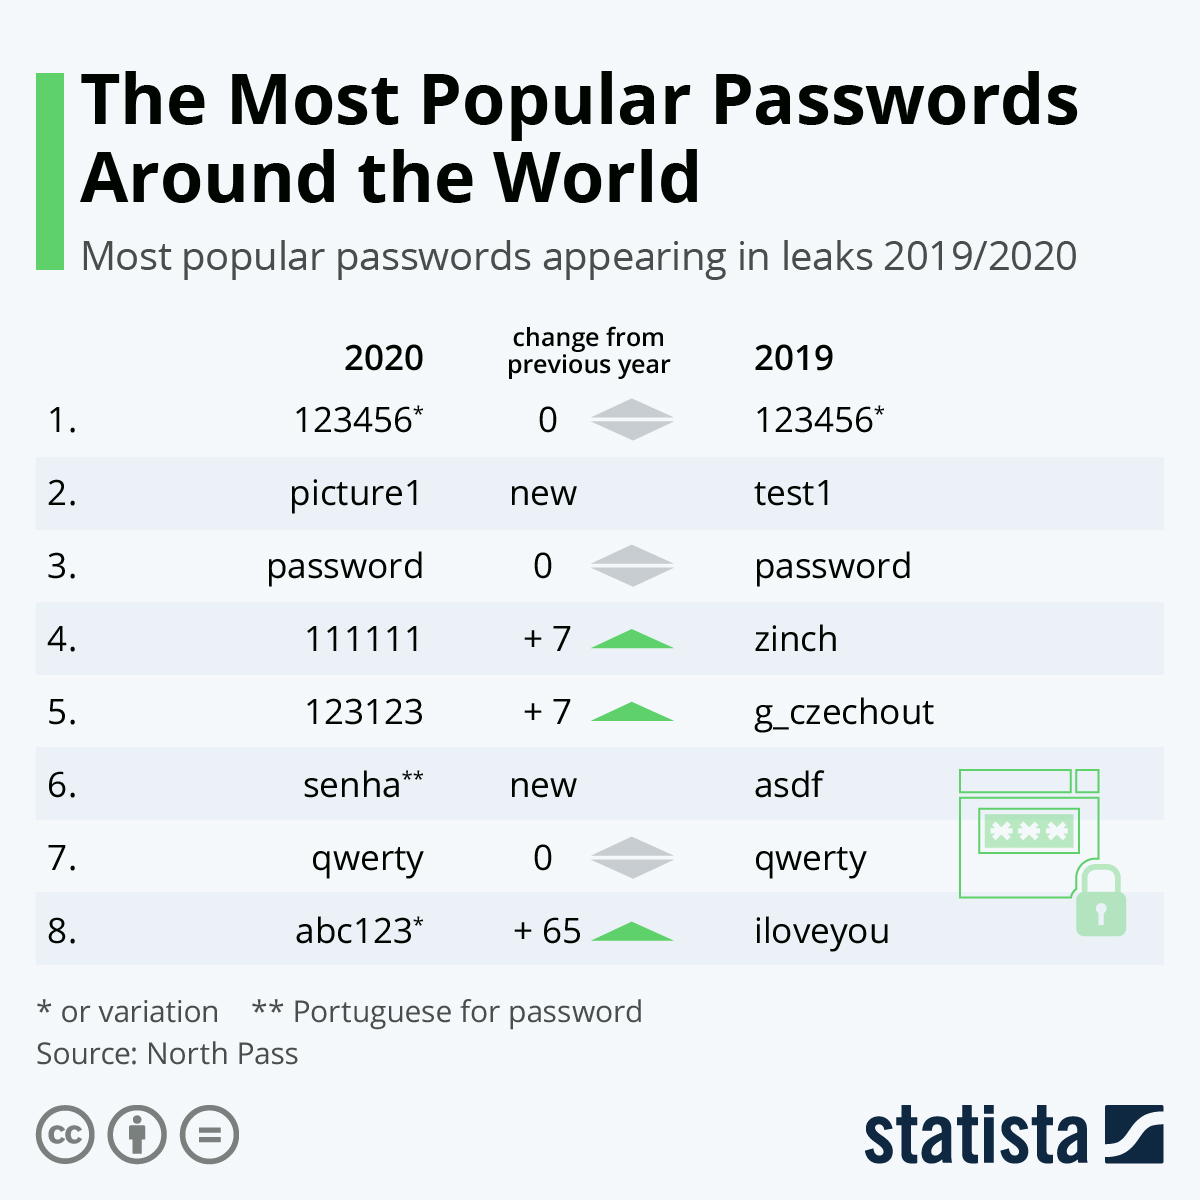 The Most Popular Passwords
Around the World
Most popular passwords appearing in leaks 2019/2020
2020 change from previous year 2019
1. 123456* 0 123456*
2. picture1 new test1
3. password 0 password
4. 111111 + 7 zinch
5. 123123 + 7 g_czechout
6. senha** new asdf
7. qwerty 0 qwerty
8. abc123* + 65 iloveyou
* or variation ** Portuguese for password
Source: North Pass
cc
statista